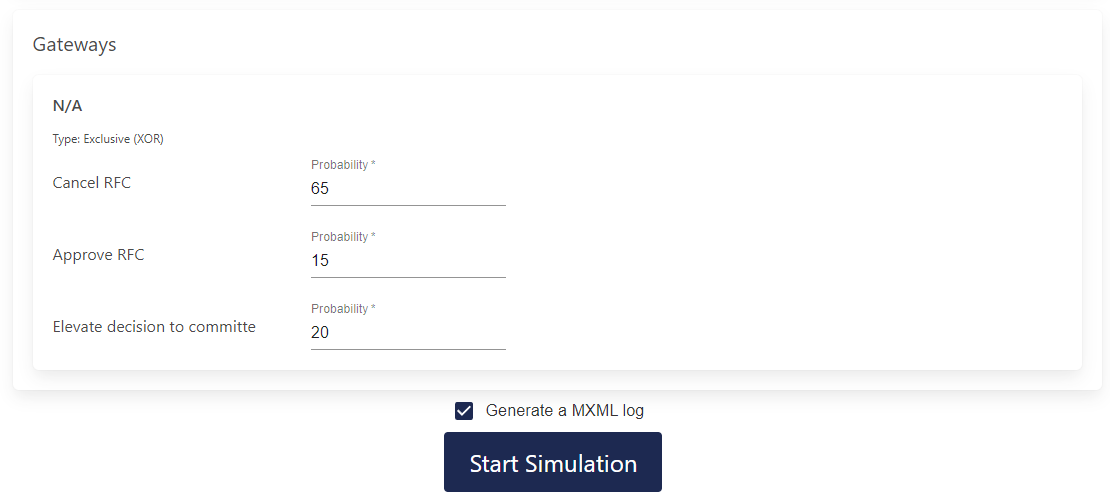 Gateways
N/A
Type: Exclusive (XOR)
Probability *
Cancel RFC
65
Probability *
Approve RFC
15
Probability *
Elevate decision to committe
20
Generate a MXML log
Start Simulation